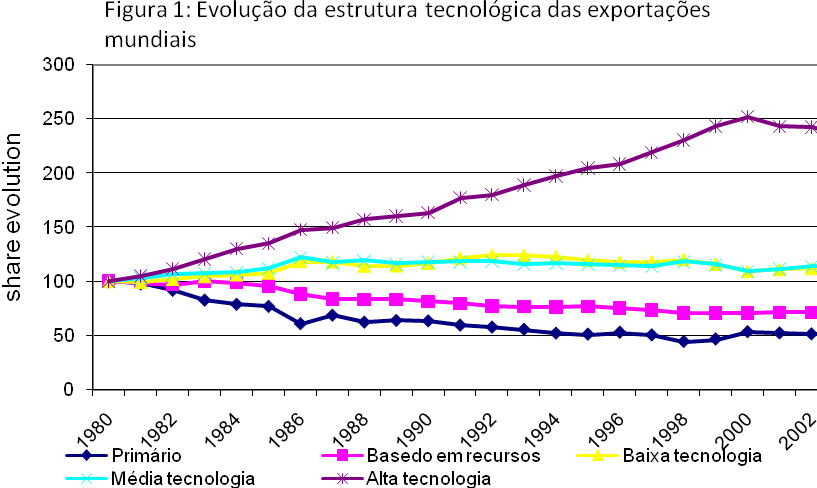 Figura 1: Evolução da estrutura tecnológica das exportações
mundiais
300
250
200
150
100
50
0
share evolution
1980 1982 1984 1986 1988 1990 1992 1994 1996 1998 2000 2002
Primário Basedo em recursos Baixa tecnologia
Média tecnologia Alta tecnologia